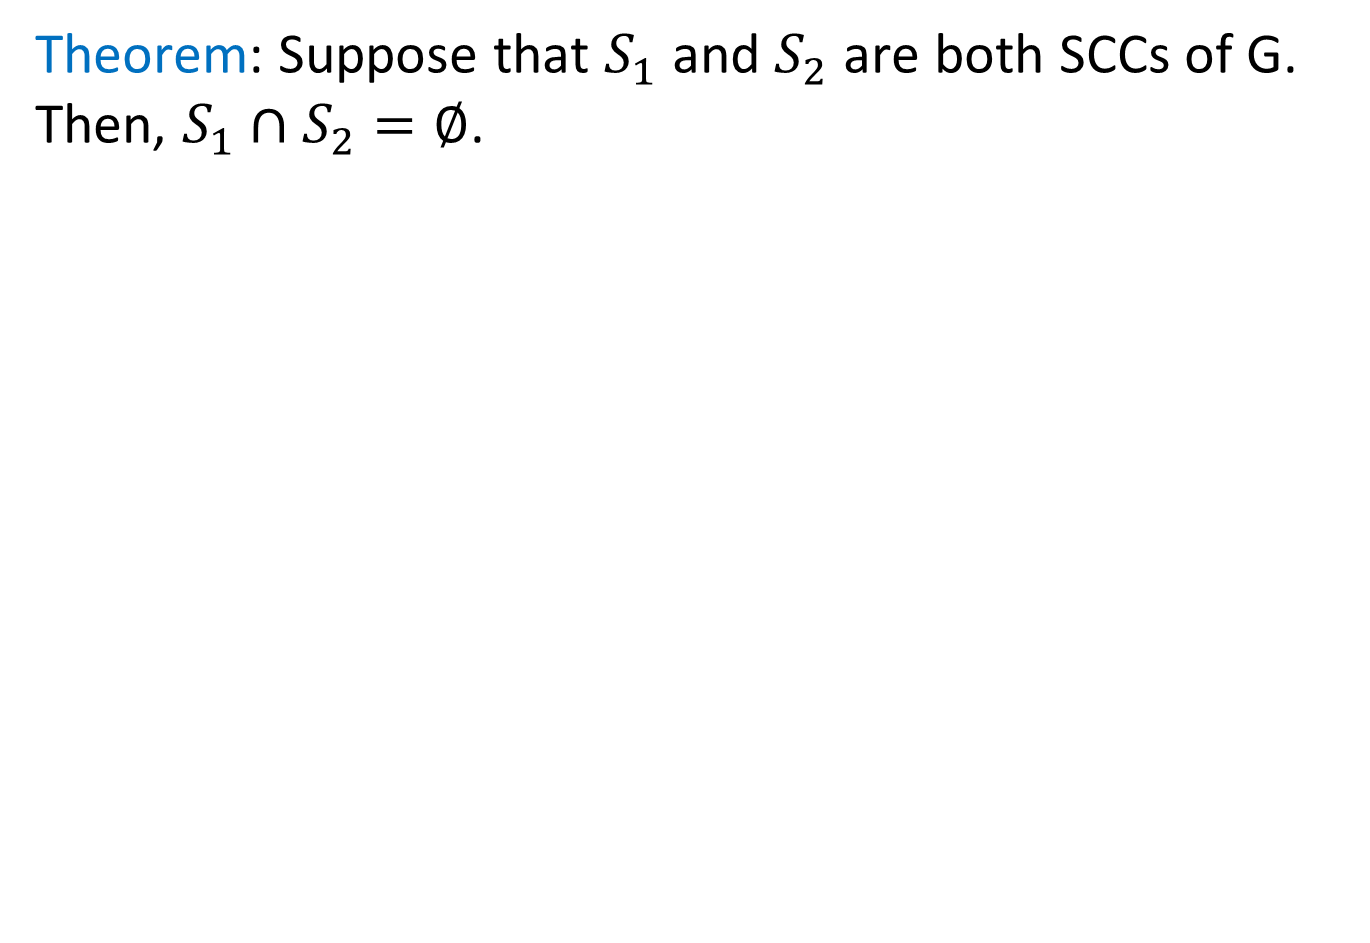 Theorem: Suppose that 𝑆₁ and 𝑆₂ are both SCCs of G.
Then, 𝑆₁ ∩ 𝑆₂ = ∅.